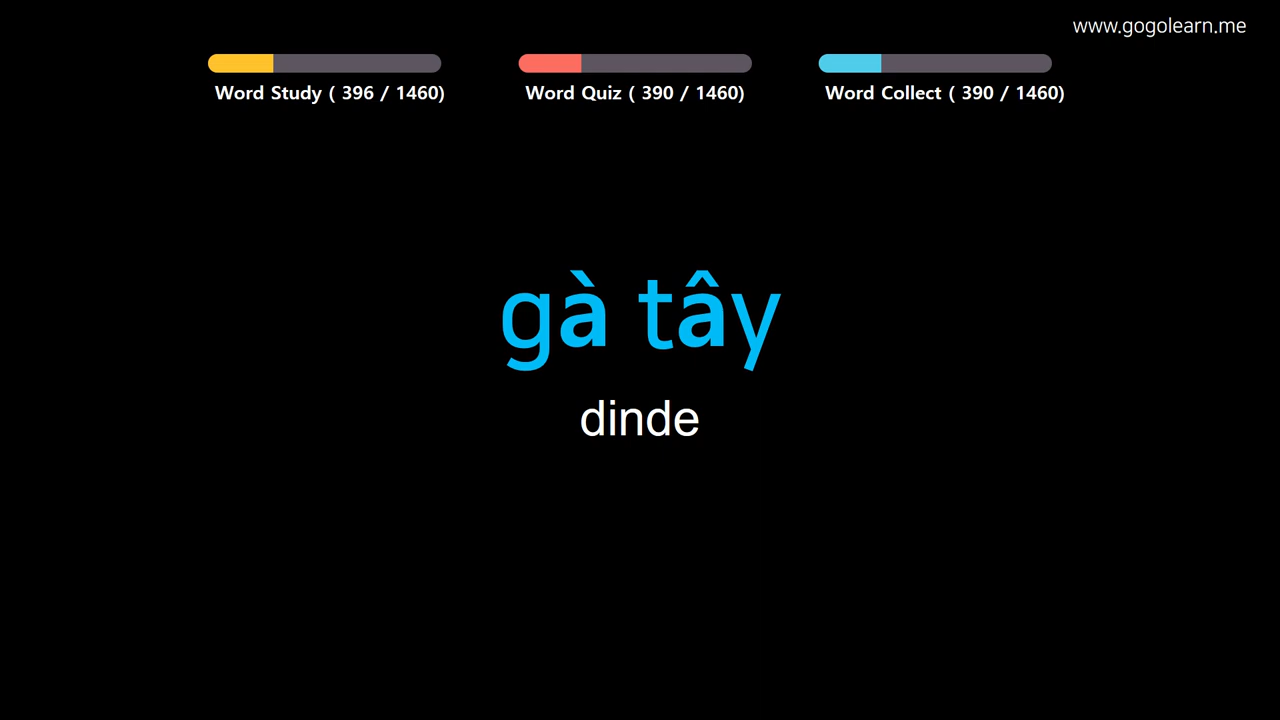 www.gogolearn.me
Word Study ( 396 / 1460)
Word Quiz ( 390 / 1460)
Word Collect ( 390 / 1460)
gà tây
dinde